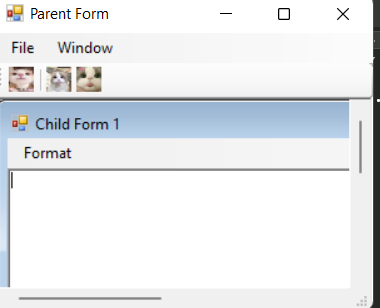 Parent Form
File Window
Child Form 1
Format